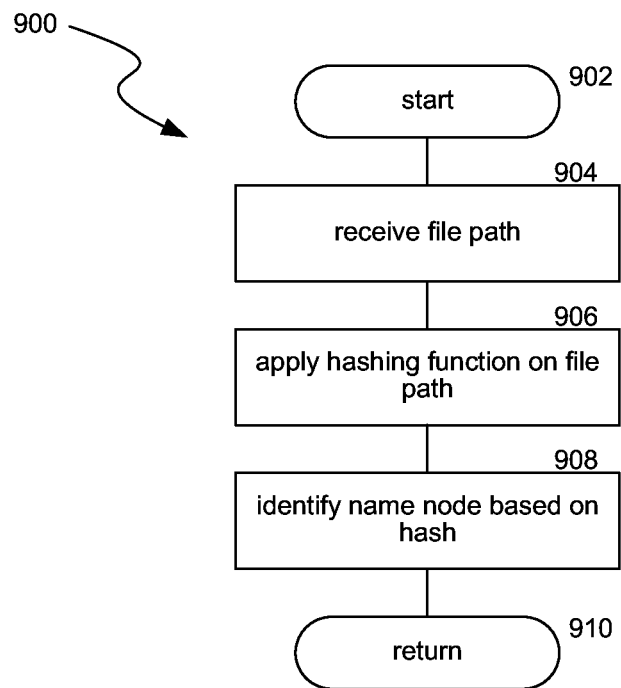 900
902
start
904
receive file path
906
apply hashing function on file
path
908
identify name node based on
hash
910
return